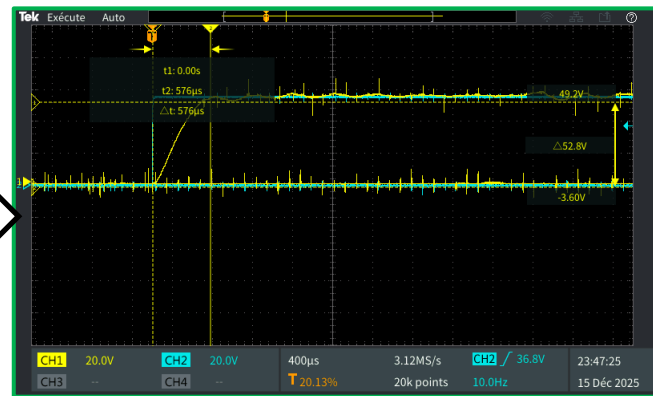 Tek Exécute Auto
T
t1: 0.00s
t2: 576µs
△t: 576µs
49.2V
△52.8V
-3.60V
1
2
CH1 20.0V CH2 20.0V 400µs 3.12MS/s CH2 36.8V 23:47:25
CH3 -- CH4 -- T 20.13% 20k points 10.0Hz 15 Déc 2025